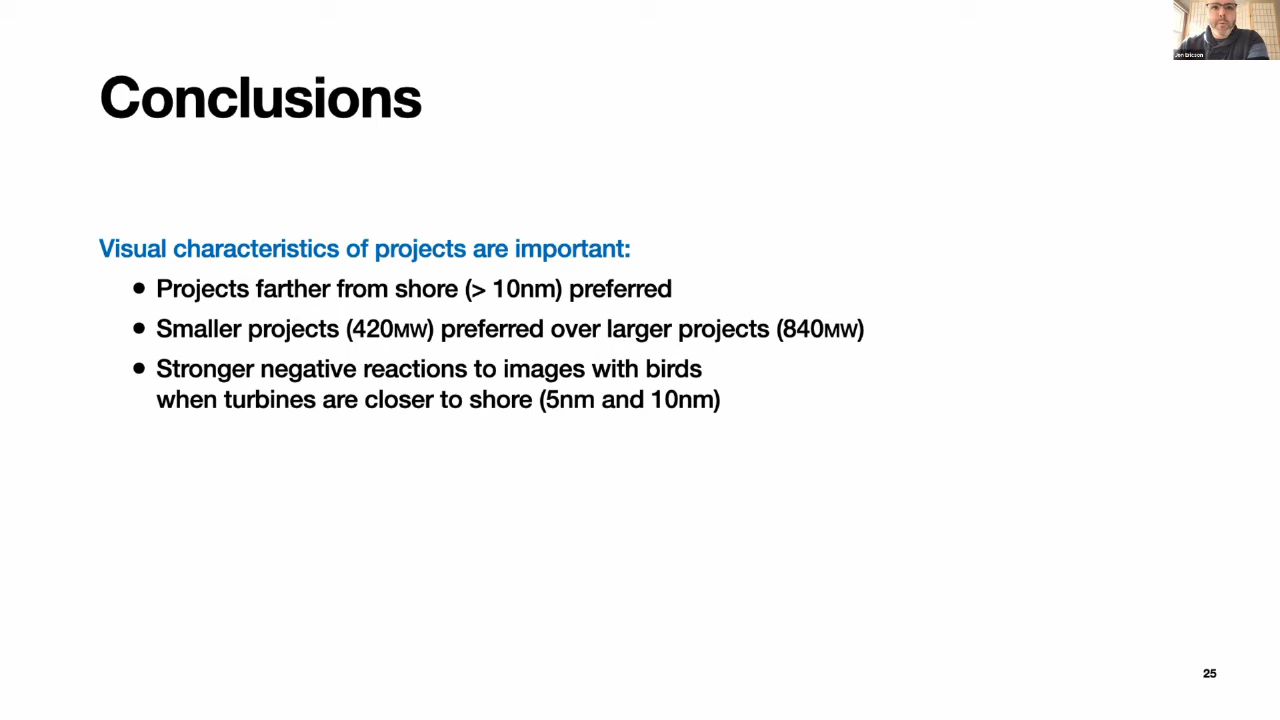 Jon Ericson
Conclusions
Visual characteristics of projects are important:
• Projects farther from shore (> 10nm) preferred
• Smaller projects (420MW) preferred over larger projects (840MW)
• Stronger negative reactions to images with birds
when turbines are closer to shore (5nm and 10nm)
25